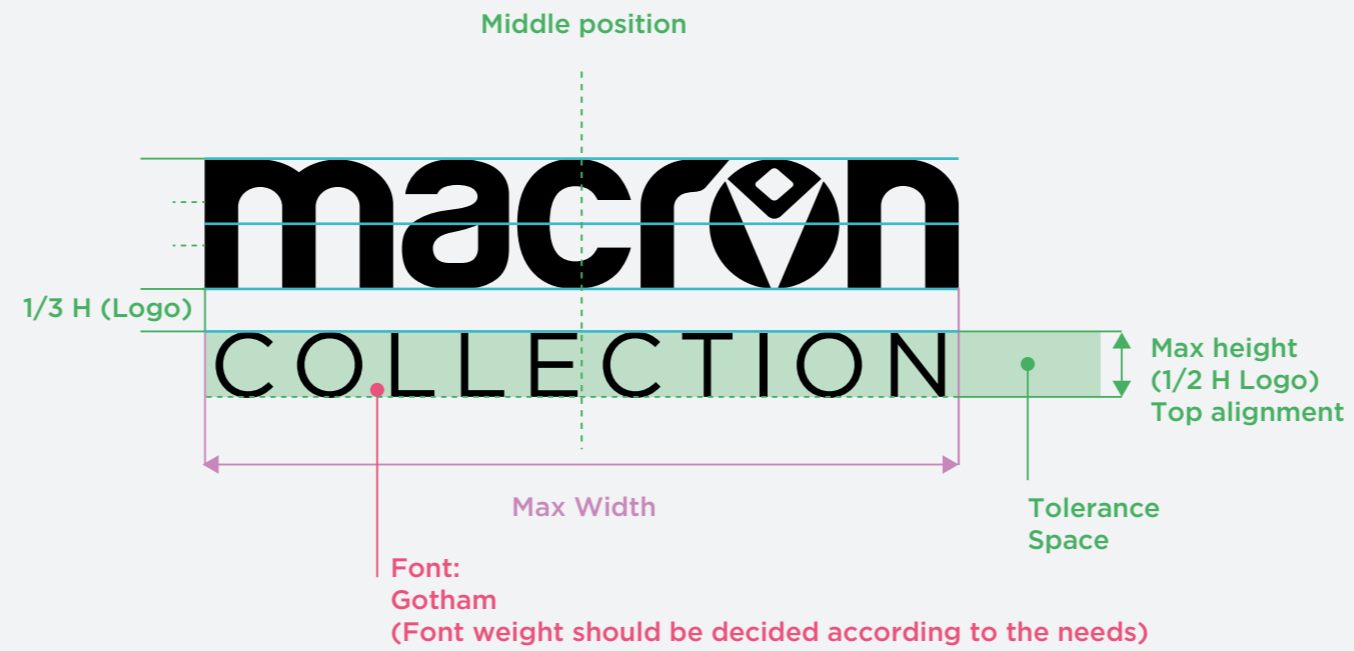 Middle position
macron
1/3 H (Logo)
COLLECTION
Max height
(1/2 H Logo)
Top alignment
Max Width
Tolerance
Space
Font:
Gotham
(Font weight should be decided according to the needs)